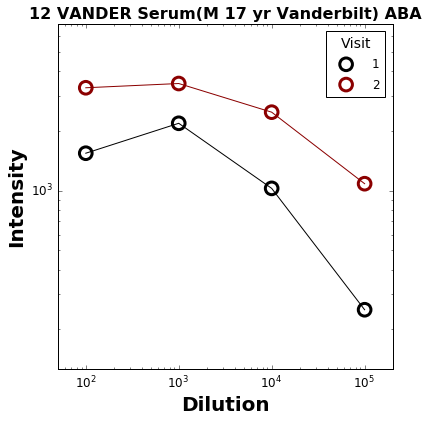 12 VANDER Serum(M 17 yr Vanderbilt) ABA
Visit
1
2
Intensity
10³
10² 10³ 10⁴ 10⁵
Dilution